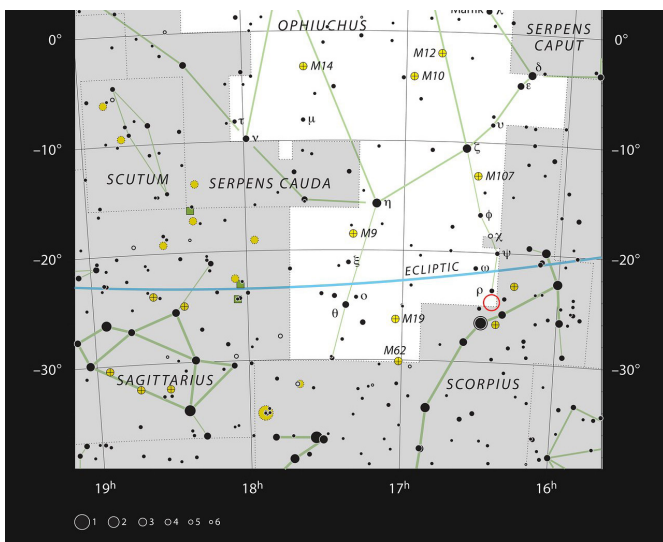 OPHIUCHUS
SERPENS
CAPUT
0°
0°
M12
M14
M10
δ
ε
τ
μ
υ
ν
ζ
−10°
−10°
M107
SCUTUM
SERPENS CAUDA
η
φ
M9
χ
ψ
−20°
−20°
ξ
ECLIPTIC
ω
ρ
ο
θ
M19
M62
−30°
−30°
SAGITTARIUS
SCORPIUS
19h
18h
17h
16h
1 2 3 4 5 6